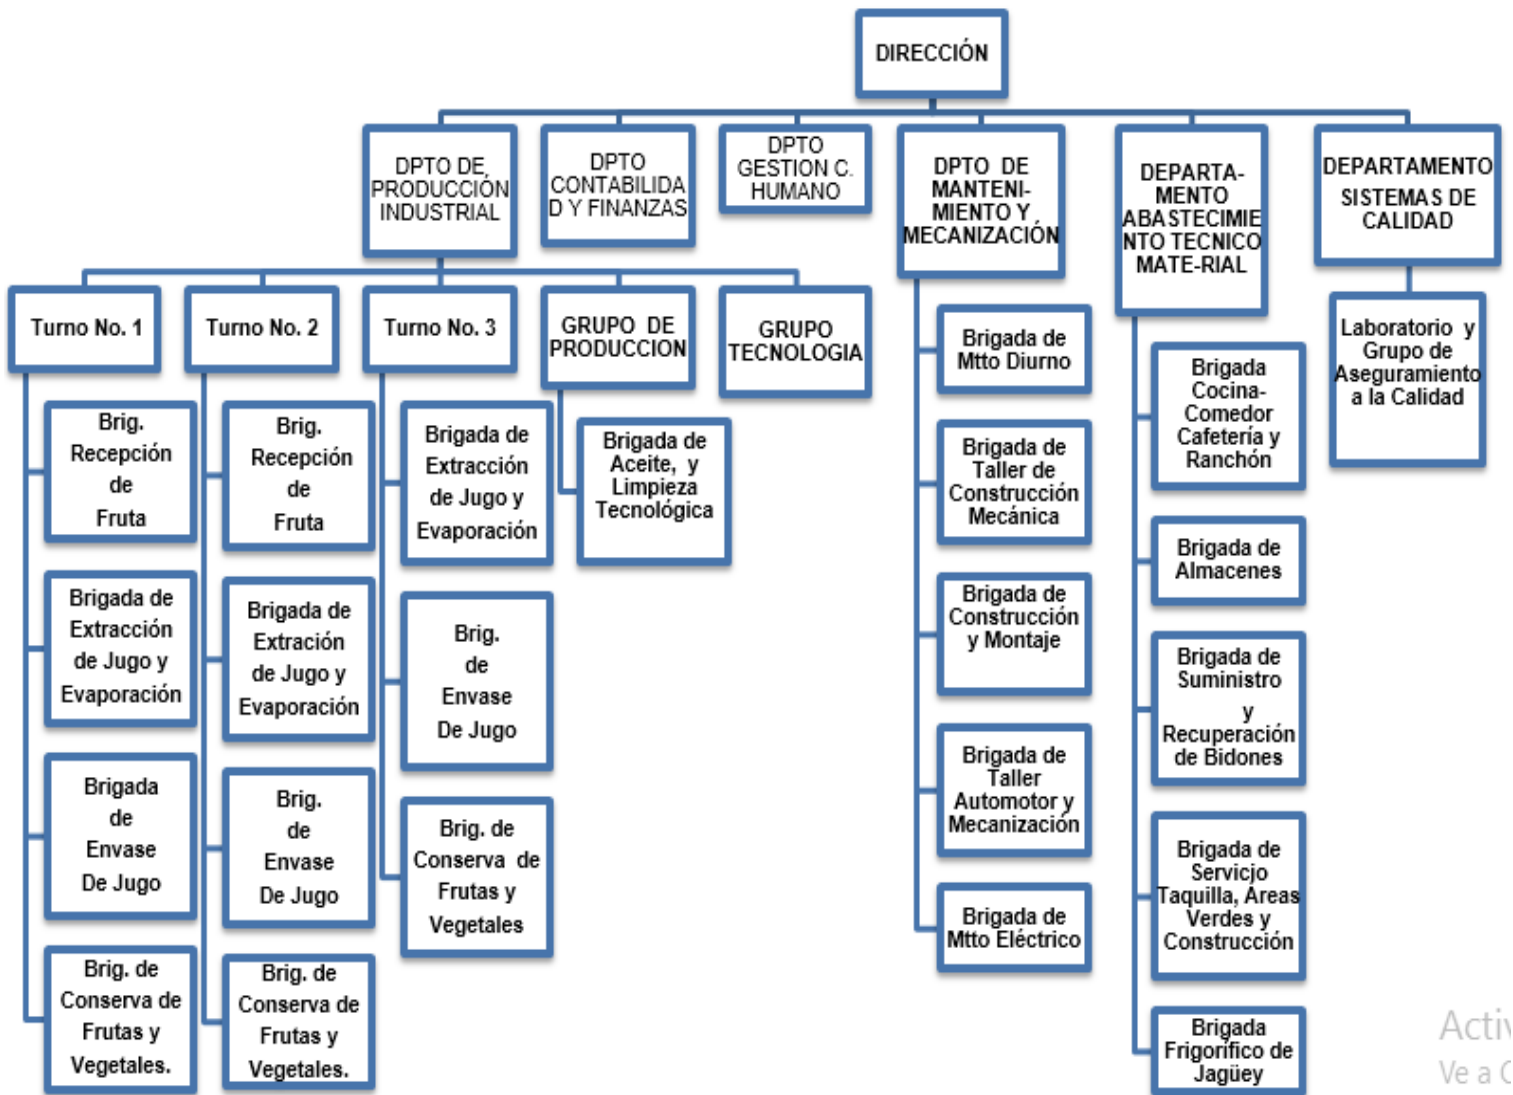 DIRECCIÓN
DPTO DE,
PRODUCCIÓN
INDUSTRIAL
DPTO
CONTABILIDA
D Y FINANZAS
DPTO
GESTION C.
HUMANO
DPTO DE
MANTENI-
MIENTO Y
MECANIZACIÓN
DEPARTA-
MENTO
ABASTECIMIE
NTO TECNICO
MATE-RIAL
DEPARTAMENTO
SISTEMAS DE
CALIDAD
Turno No. 1
Turno No. 2
Turno No. 3
GRUPO DE
PRODUCCION
GRUPO
TECNOLOGIA
Brig.
Recepción
de
Fruta
Brigada de
Extracción
de Jugo y
Evaporación
Brigada
de
Envase
De Jugo
Brig. de
Conserva de
Frutas y
Vegetales.
Brig.
Recepción
de
Fruta
Brigada de
Extración
de Jugo y
Evaporación
Brig.
de
Envase
De Jugo
Brig. de
Conserva de
Frutas y
Vegetales.
Brigada de
Extracción
de Jugo y
Evaporación
Brig.
de
Envase
De Jugo
Brig. de
Conserva de
Frutas y
Vegetales
Brigada de
Aceite, y
Limpieza
Tecnológica
Brigada de
Mtto Diurno
Brigada de
Taller de
Construcción
Mecánica
Brigada de
Construcción
y Montaje
Brigada de
Taller
Automotor y
Mecanización
Brigada de
Mtto Eléctrico
Brigada
Cocina-
Comedor
Cafetería y
Ranchón
Brigada de
Almacenes
Brigada de
Suministro
y
Recuperación
de Bidones
Brigada de
Servicio
Taquilla, Áreas
Verdes y
Construcción
Brigada
Frigorífico de
Jagüey
Laboratorio y
Grupo de
Aseguramiento
a la Calidad
Activ
Ve a C